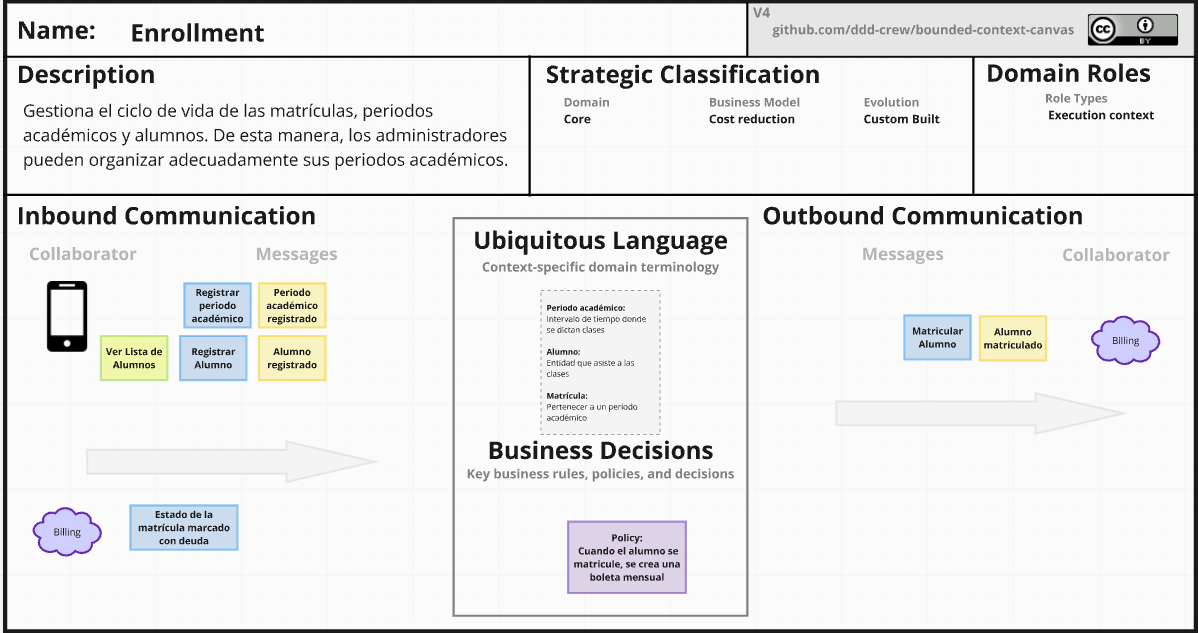 Name: Enrollment
V4
github.com/ddd-crew/bounded-context-canvas
cc
BY
Description
Gestiona el ciclo de vida de las matrículas, periodos
académicos y alumnos. De esta manera, los administradores
pueden organizar adecuadamente sus periodos académicos.
Strategic Classification
Domain
Core
Business Model
Cost reduction
Evolution
Custom Built
Domain Roles
Role Types
Execution context
Inbound Communication
Collaborator
Messages
Registrar
periodo
académico
Periodo
académico
registrado
Ver Lista de
Alumnos
Registrar
Alumno
Alumno
registrado
Billing
Estado de la
matrícula marcado
con deuda
Ubiquitous Language
Context-specific domain terminology
Periodo académico:
Intervalo de tiempo donde
se dictan clases
Alumno:
Entidad que asiste a las
clases
Matrícula:
Pertenecer a un periodo
académico
Business Decisions
Key business rules, policies, and decisions
Policy:
Cuando el alumno se
matricule, se crea una
boleta mensual
Outbound Communication
Messages
Collaborator
Matricular
Alumno
Alumno
matriculado
Billing